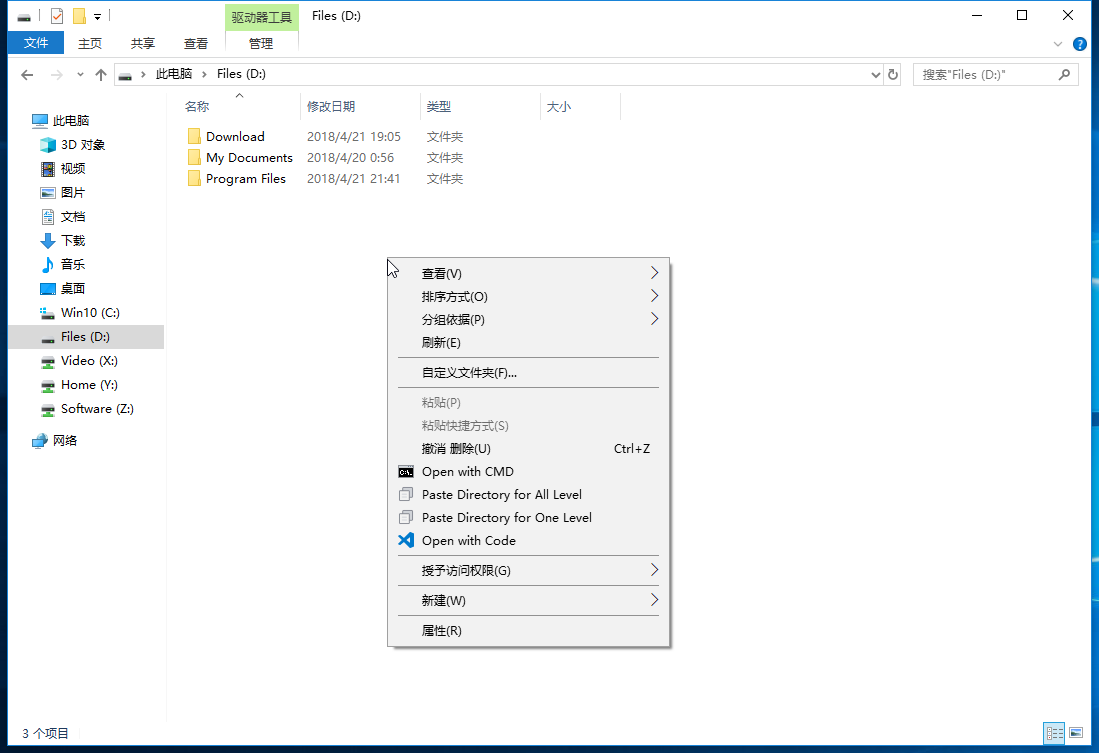 驱动器工具 Files (D:)
文件 主页 共享 查看 管理
此电脑 Files (D:) 搜索"Files (D:)"
名称 修改日期 类型 大小
Download 2018/4/21 19:05 文件夹
My Documents 2018/4/20 0:56 文件夹
Program Files 2018/4/21 21:41 文件夹
此电脑
3D 对象
视频
图片
文档
下载
音乐
桌面
Win10 (C:)
Files (D:)
Video (X:)
Home (Y:)
Software (Z:)
网络
查看(V)
排序方式(O)
分组依据(P)
刷新(E)
自定义文件夹(F)...
粘贴(P)
粘贴快捷方式(S)
撤消 删除(U) Ctrl+Z
Open with CMD
Paste Directory for All Level
Paste Directory for One Level
Open with Code
授予访问权限(G)
新建(W)
属性(R)
3 个项目